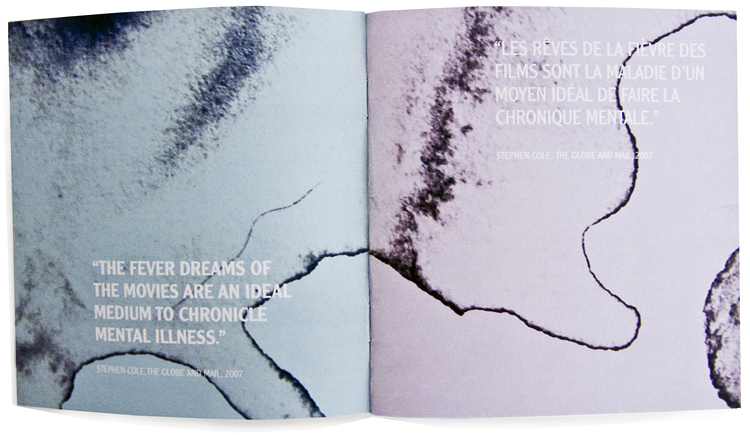 “THE FEVER DREAMS OF
THE MOVIES ARE AN IDEAL
MEDIUM TO CHRONICLE
MENTAL ILLNESS.”
STEPHEN COLE, THE GLOBE AND MAIL, 2007
“LES RÊVES DE LA FIÈVRE DES
FILMS SONT LA MALADIE D’UN
MOYEN IDÉAL DE FAIRE LA
CHRONIQUE MENTALE.”
STEPHEN COLE, THE GLOBE AND MAIL, 2007